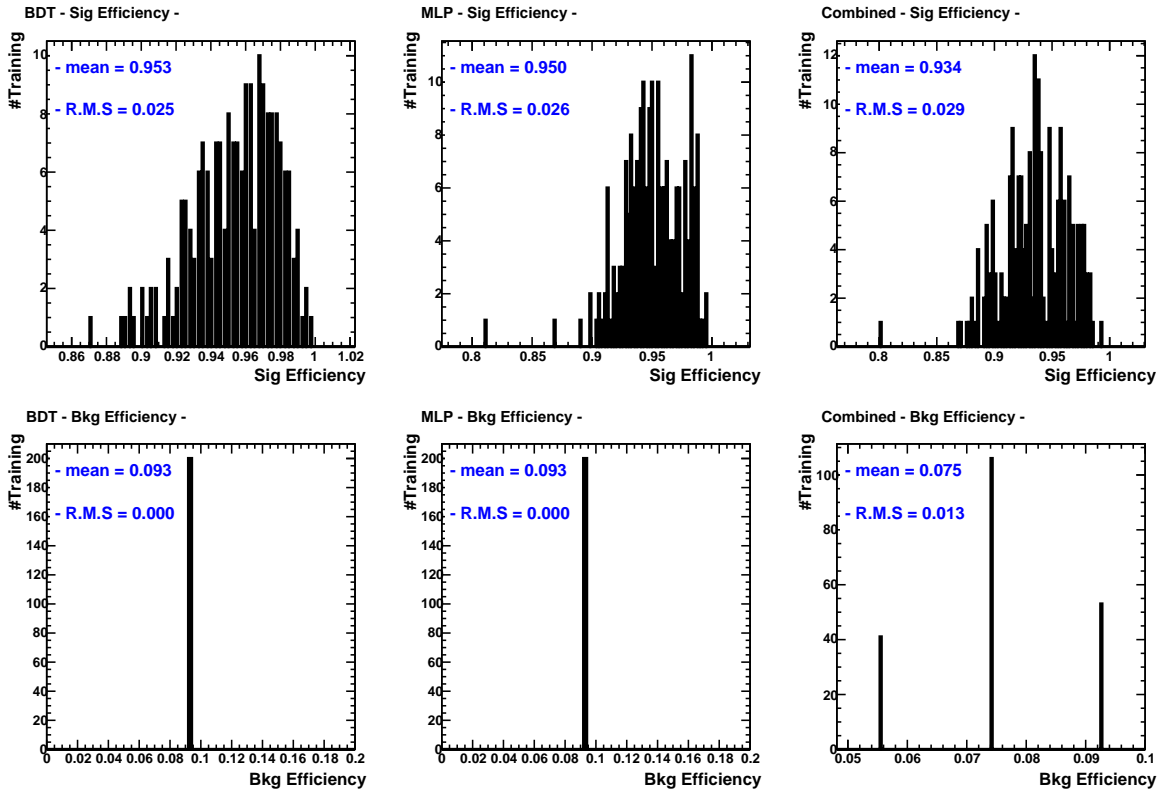 BDT - Sig Efficiency -
#Training
10
8
6
4
2
0
- mean = 0.953
- R.M.S = 0.025
0.86 0.88 0.9 0.92 0.94 0.96 0.98 1 1.02
Sig Efficiency
MLP - Sig Efficiency -
#Training
10
8
6
4
2
0
- mean = 0.950
- R.M.S = 0.026
0.8 0.85 0.9 0.95 1
Sig Efficiency
Combined - Sig Efficiency -
#Training
12
10
8
6
4
2
0
- mean = 0.934
- R.M.S = 0.029
0.8 0.85 0.9 0.95 1
Sig Efficiency
BDT - Bkg Efficiency -
#Training
200
180
160
140
120
100
80
60
40
20
0
- mean = 0.093
- R.M.S = 0.000
0 0.02 0.04 0.06 0.08 0.1 0.12 0.14 0.16 0.18 0.2
Bkg Efficiency
MLP - Bkg Efficiency -
#Training
200
180
160
140
120
100
80
60
40
20
0
- mean = 0.093
- R.M.S = 0.000
0 0.02 0.04 0.06 0.08 0.1 0.12 0.14 0.16 0.18 0.2
Bkg Efficiency
Combined - Bkg Efficiency -
#Training
100
80
60
40
20
0
- mean = 0.075
- R.M.S = 0.013
0.05 0.06 0.07 0.08 0.09 0.1
Bkg Efficiency